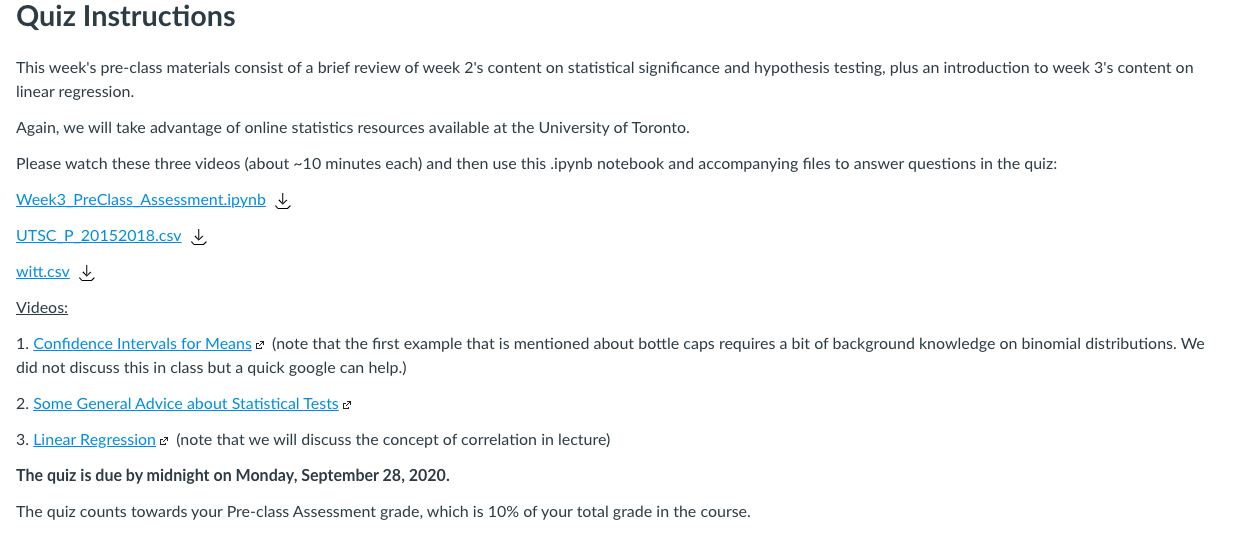 Quiz Instructions
This week's pre-class materials consist of a brief review of week 2's content on statistical significance and hypothesis testing, plus an introduction to week 3's content on
linear regression.
Again, we will take advantage of online statistics resources available at the University of Toronto.
Please watch these three videos (about ~10 minutes each) and then use this .ipynb notebook and accompanying files to answer questions in the quiz:
Week3_PreClass_Assessment.ipynb
UTSC_P_20152018.csv
witt.csv
Videos:
1. Confidence Intervals for Means (note that the first example that is mentioned about bottle caps requires a bit of background knowledge on binomial distributions. We
did not discuss this in class but a quick google can help.)
2. Some General Advice about Statistical Tests
3. Linear Regression (note that we will discuss the concept of correlation in lecture)
The quiz is due by midnight on Monday, September 28, 2020.
The quiz counts towards your Pre-class Assessment grade, which is 10% of your total grade in the course.